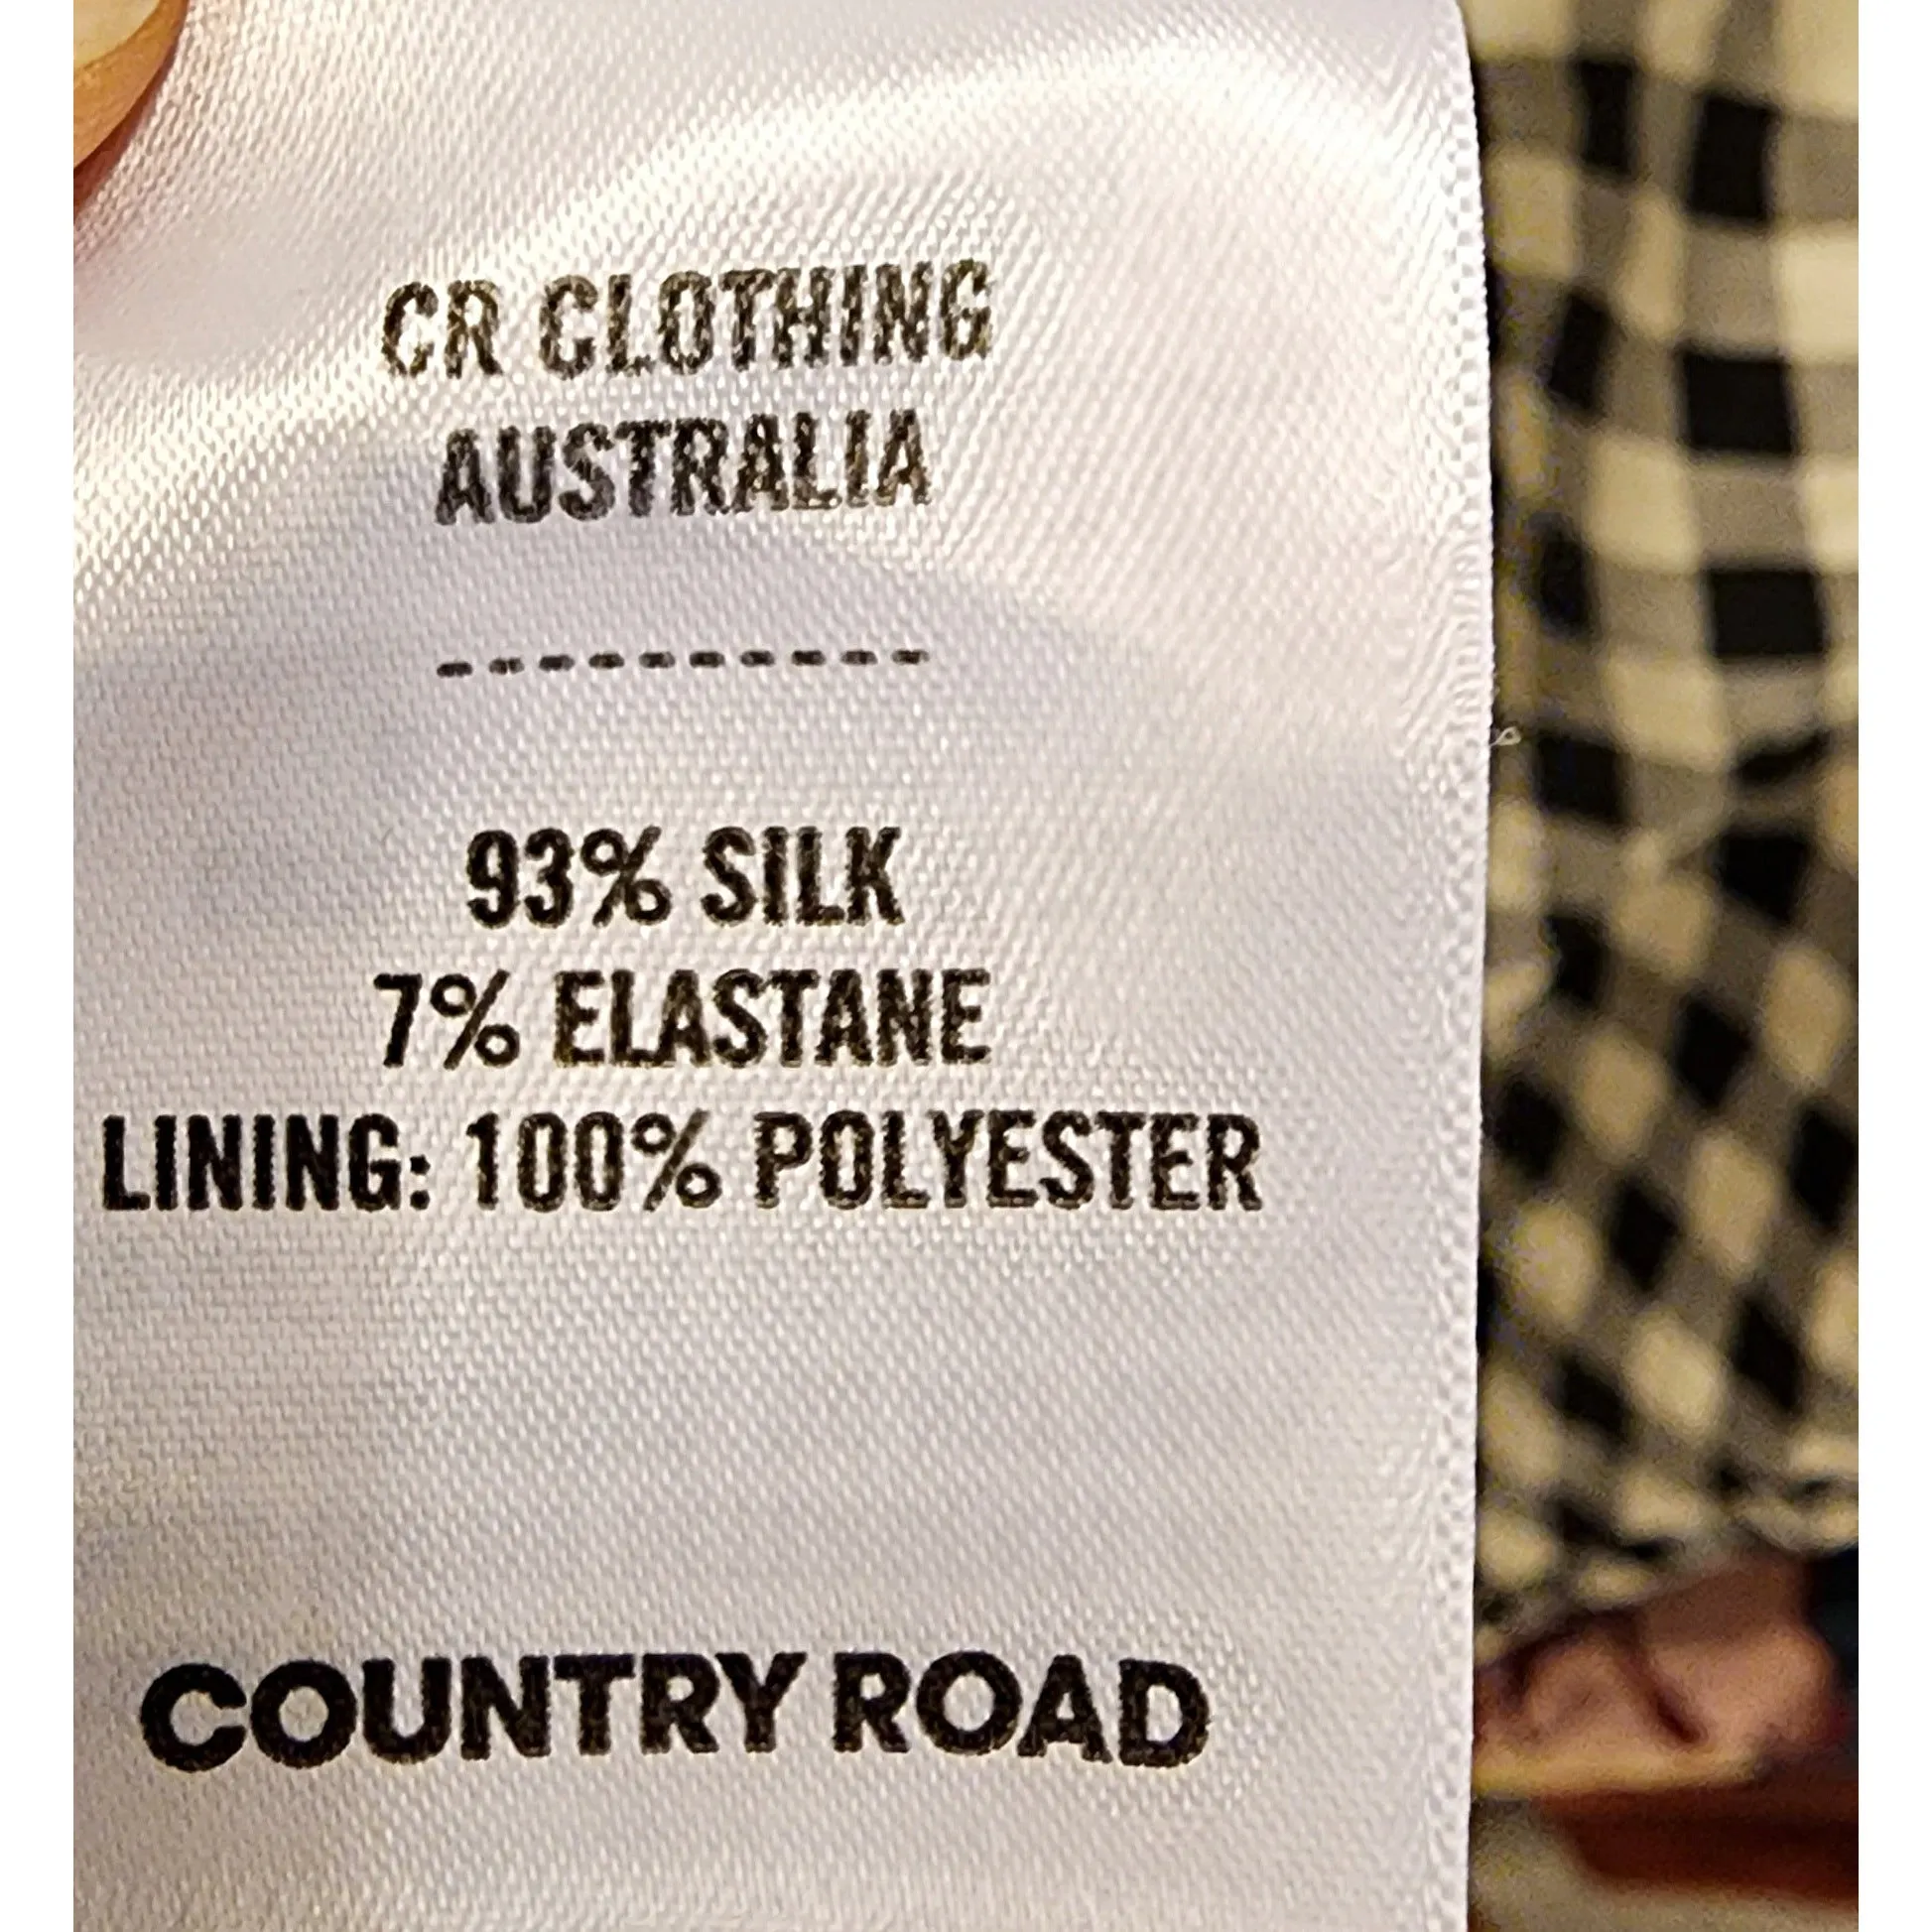 CR CLOTHING
AUSTRALIA
----------
93% SILK
7% ELASTANE
LINING: 100% POLYESTER
COUNTRY ROAD